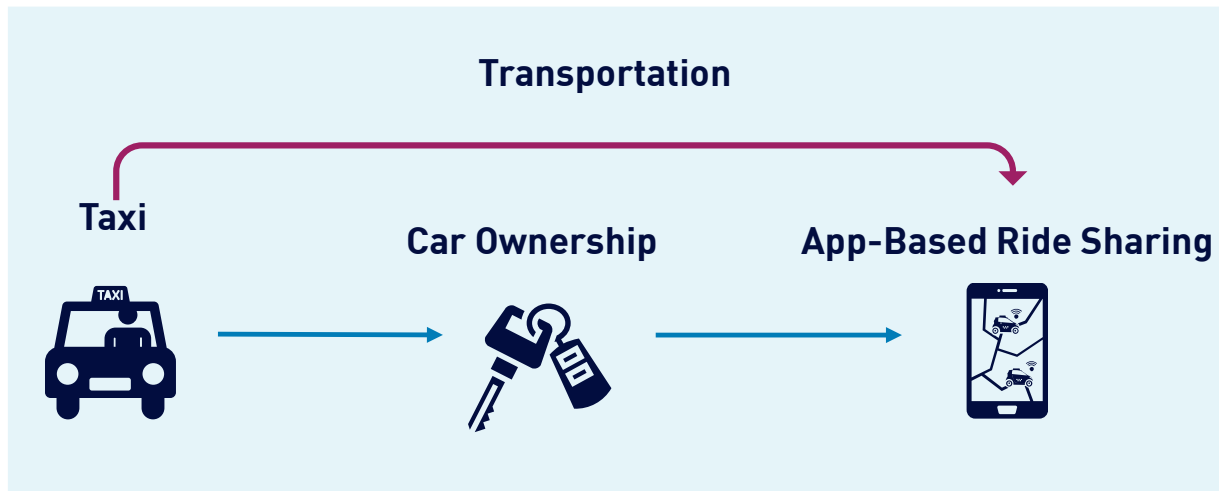 Transportation
Taxi
Car Ownership
App-Based Ride Sharing
TAXI